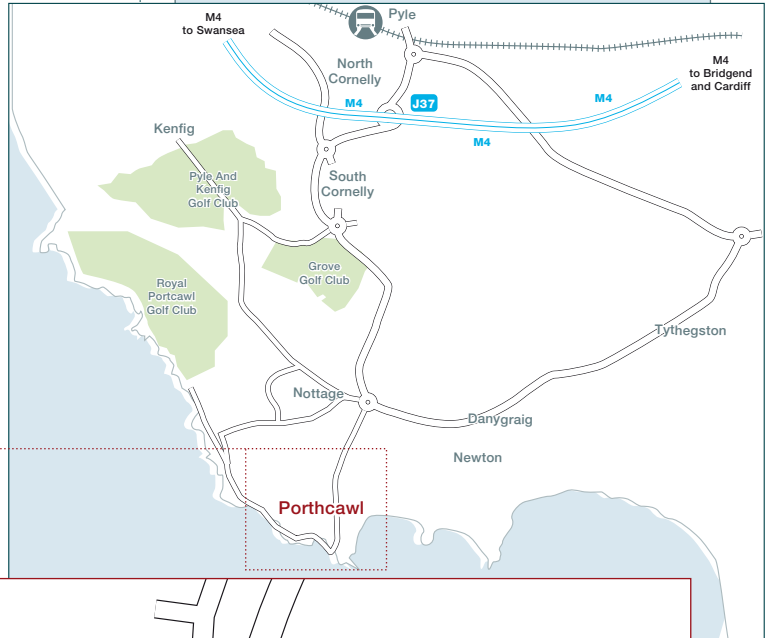 M4
to Swansea
Pyle
North
Cornelly
M4
to Bridgend
and Cardiff
M4
J37
M4
M4
Kenfig
Pyle And
Kenfig
Golf Club
South
Cornelly
Grove
Golf Club
Royal
Portcawl
Golf Club
Tythegston
Nottage
Danygraig
Newton
Porthcawl